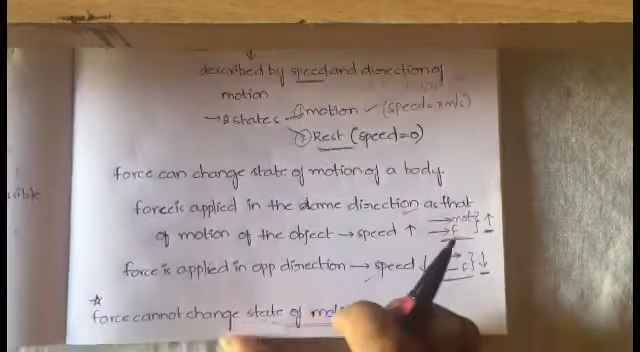 described by speed and direction of
motion
→ 2 states ① motion ✓ (speed = x m/s)
② Rest (speed=0)
force can change state of motion of a body.
force is applied in the dame direction as that
of motion of the object → speed ↑ → mot → F } ↑
force is applied in opp direction → speed ↓ F } ↓
☆
force cannot change state of